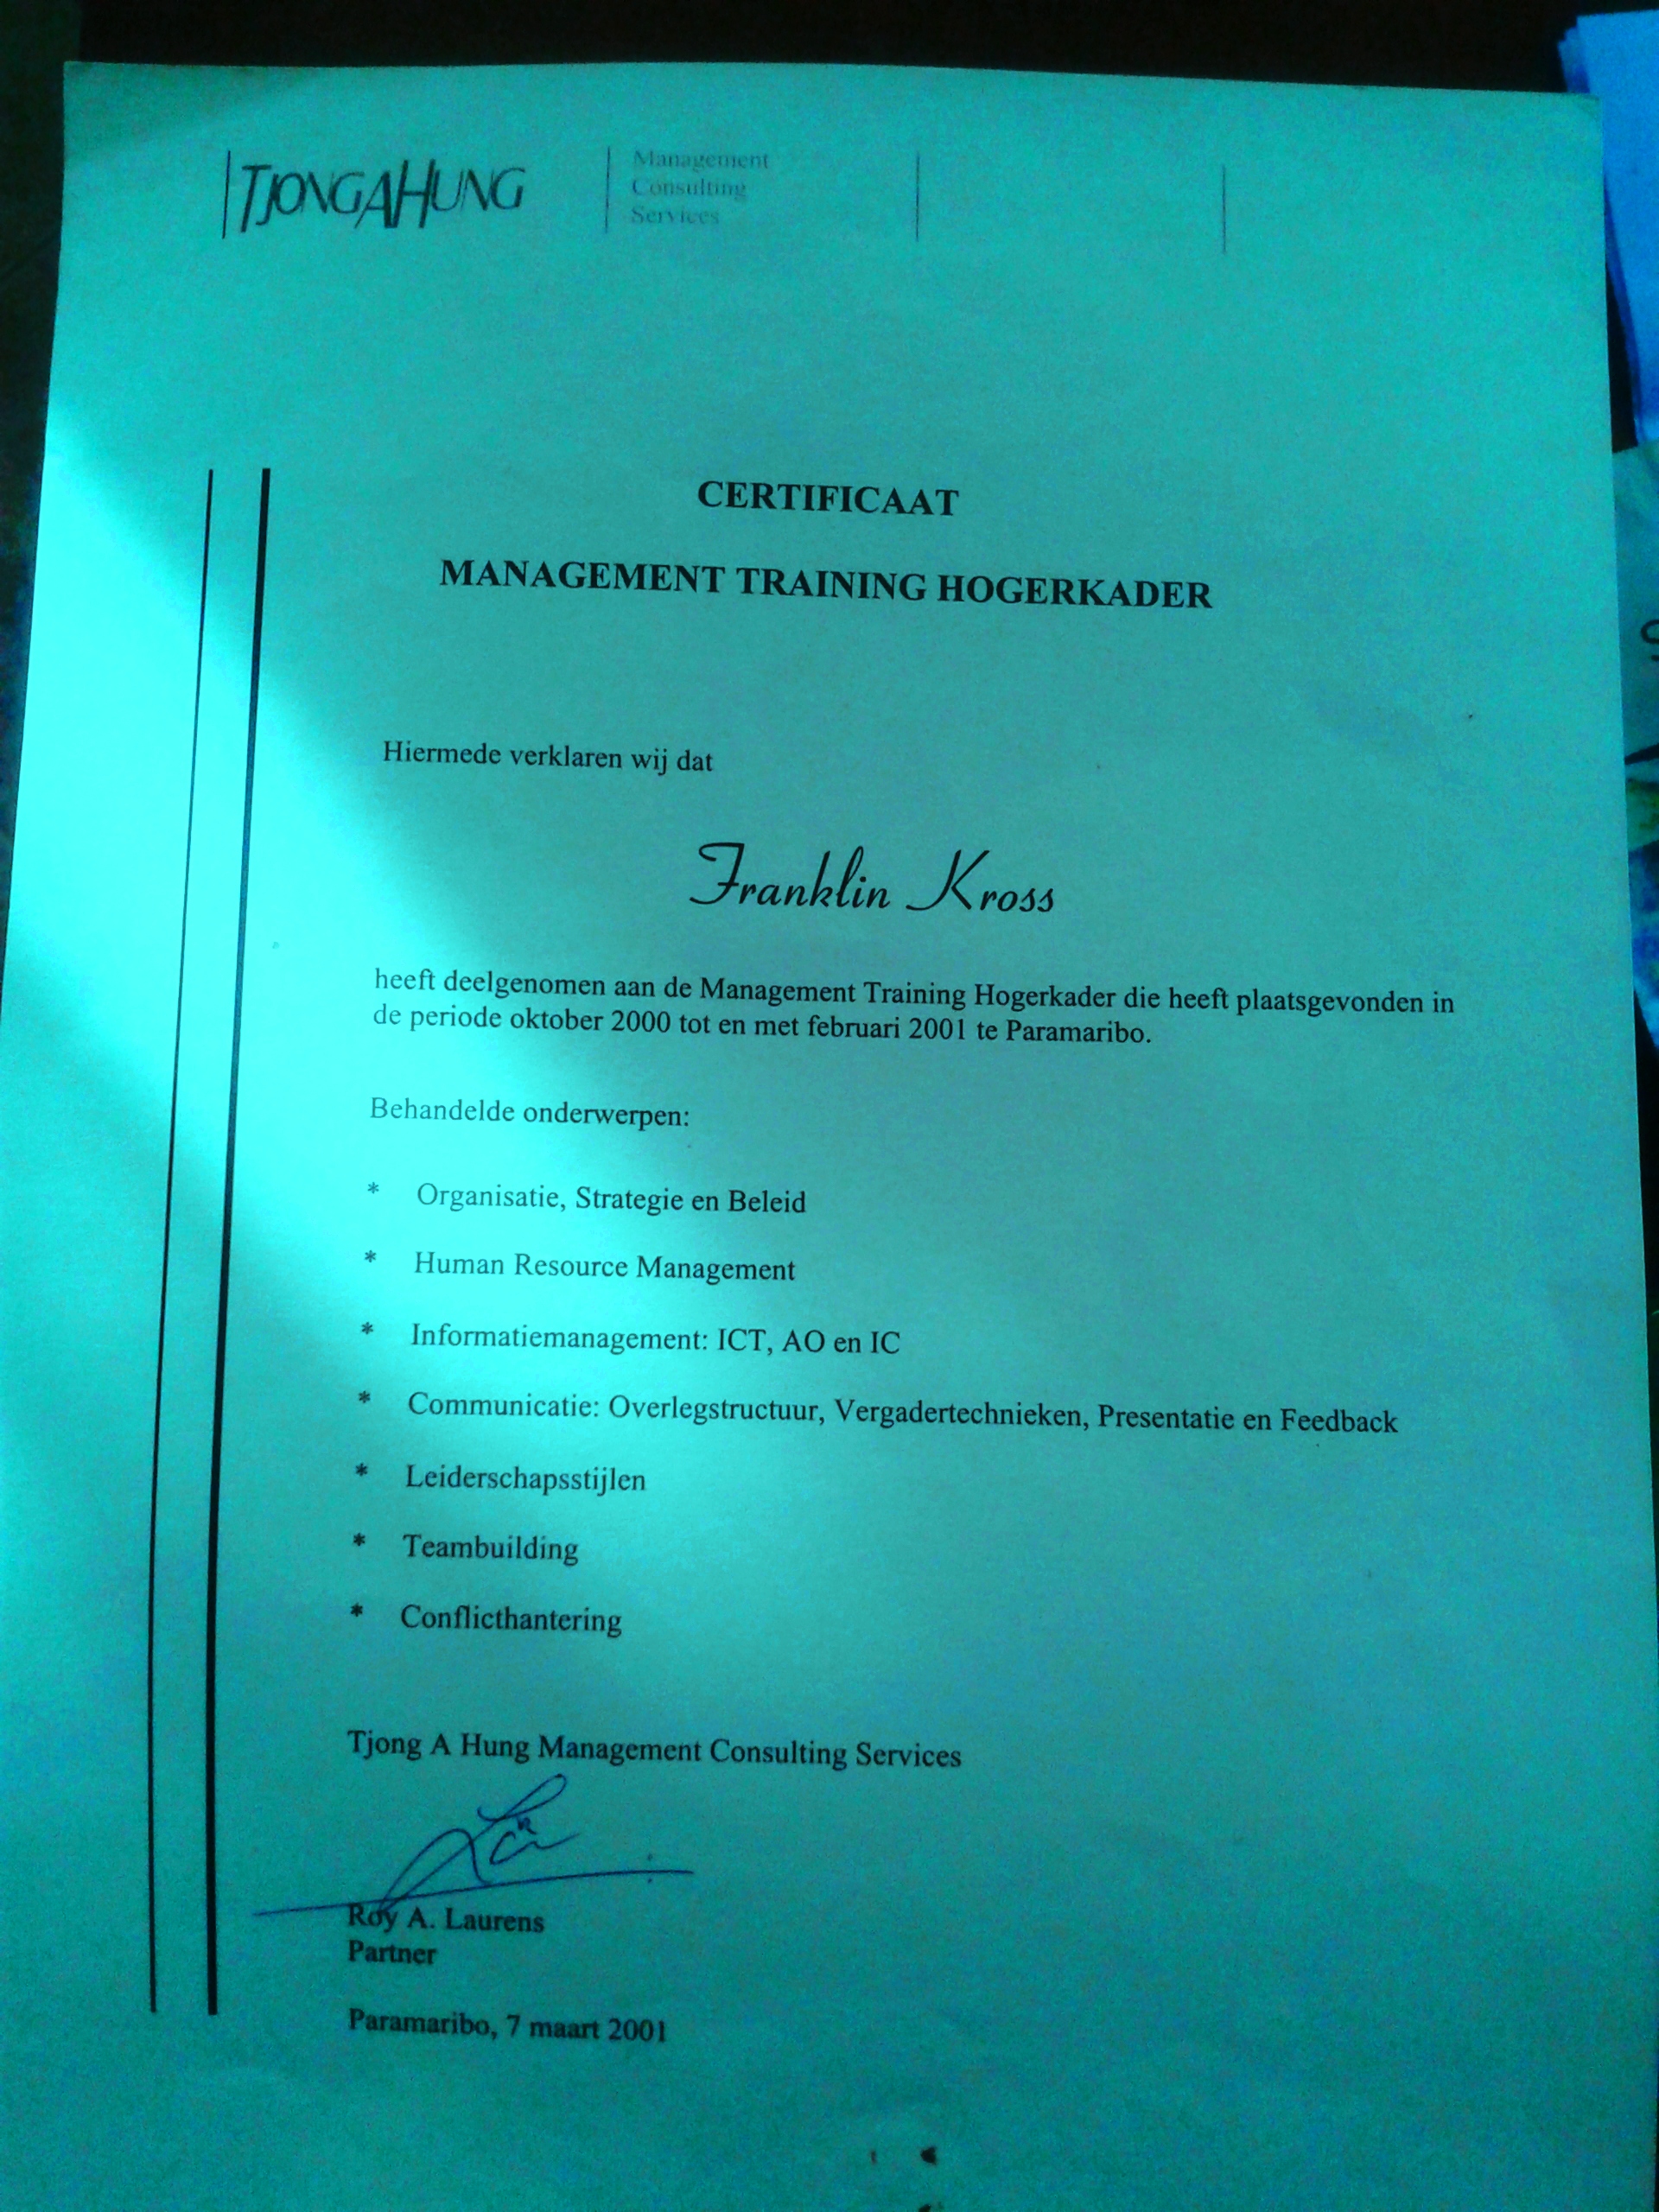 TJONGAHUNG
Management
Consulting
Services
CERTIFICAAT
MANAGEMENT TRAINING HOGERKADER
Hiermede verklaren wij dat
Franklin Kross
heeft deelgenomen aan de Management Training Hogerkader die heeft plaatsgevonden in
de periode oktober 2000 tot en met februari 2001 te Paramaribo.
Behandelde onderwerpen:
* Organisatie, Strategie en Beleid
* Human Resource Management
* Informatiemanagement: ICT, AO en IC
* Communicatie: Overlegstructuur, Vergadertechnieken, Presentatie en Feedback
* Leiderschapsstijlen
* Teambuilding
* Conflicthantering
Tjong A Hung Management Consulting Services
Roy A. Laurens
Partner
Paramaribo, 7 maart 2001